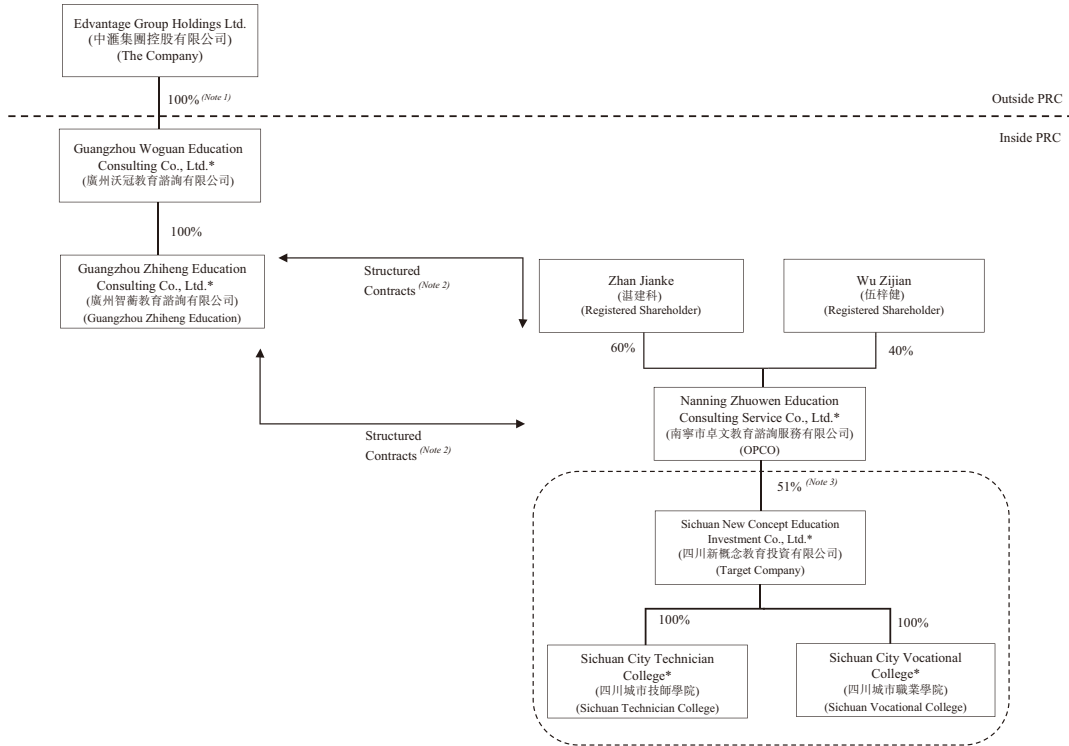 Edvantage Group Holdings Ltd.
(中滙集團控股有限公司)
(The Company)
100% (Note 1)
Outside PRC
Inside PRC
Guangzhou Woguan Education
Consulting Co., Ltd.*
(廣州沃冠教育諮詢有限公司)
100%
Guangzhou Zhiheng Education
Consulting Co., Ltd.*
(廣州智蘅教育諮詢有限公司)
(Guangzhou Zhiheng Education)
Structured
Contracts (Note 2)
Zhan Jianke
(湛建科)
(Registered Shareholder)
Wu Zijian
(伍梓健)
(Registered Shareholder)
60%
40%
Structured
Contracts (Note 2)
Nanning Zhuowen Education
Consulting Service Co., Ltd.*
(南寧市卓文教育諮詢服務有限公司)
(OPCO)
51% (Note 3)
Sichuan New Concept Education
Investment Co., Ltd.*
(四川新概念教育投資有限公司)
(Target Company)
100%
100%
Sichuan City Technician
College*
(四川城市技師學院)
(Sichuan Technician College)
Sichuan City Vocational
College*
(四川城市職業學院)
(Sichuan Vocational College)